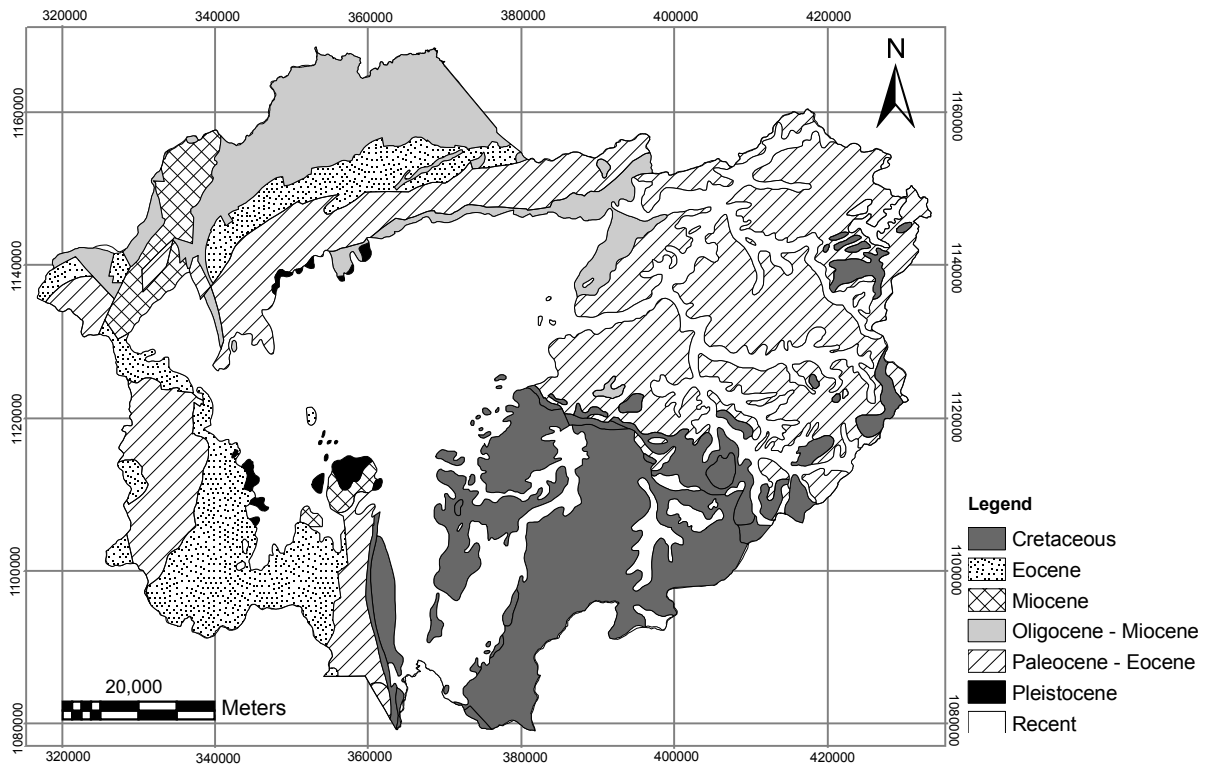 320000 340000 360000 380000 400000 420000
N
1160000 1160000
1140000 1140000
1120000 1120000
1100000 1100000
1080000 1080000
Legend
Cretaceous
Eocene
Miocene
Oligocene - Miocene
Paleocene - Eocene
Pleistocene
Recent
20,000
Meters
320000 340000 360000 380000 400000 420000